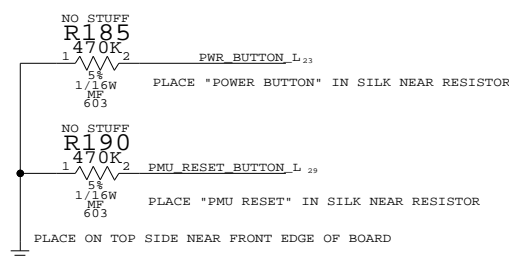 NO STUFF
R185
470K
1 2 PWR_BUTTON_L 23
5%
1/16W
MF
603
PLACE "POWER BUTTON" IN SILK NEAR RESISTOR
NO STUFF
R190
470K
1 2 PMU_RESET_BUTTON_L 29
5%
1/16W
MF
603
PLACE "PMU RESET" IN SILK NEAR RESISTOR
PLACE ON TOP SIDE NEAR FRONT EDGE OF BOARD